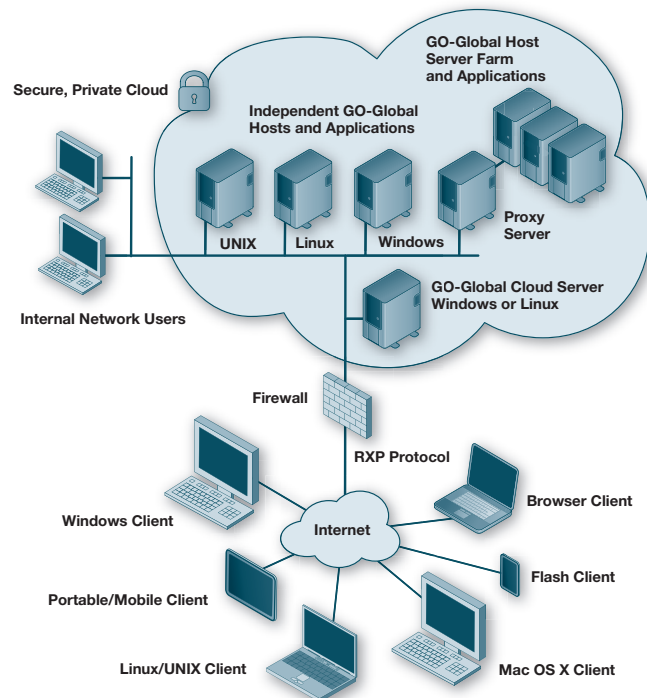 GO-Global Host
Server Farm
and Applications
Secure, Private Cloud
Independent GO-Global
Hosts and Applications
UNIX
Linux
Windows
Proxy
Server
GO-Global Cloud Server
Windows or Linux
Internal Network Users
Firewall
RXP Protocol
Windows Client
Internet
Browser Client
Portable/Mobile Client
Flash Client
Linux/UNIX Client
Mac OS X Client